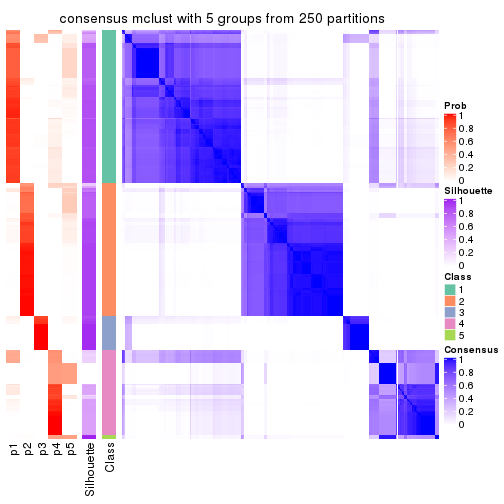 consensus mclust with 5 groups from 250 partitions
Prob
1
0.8
0.6
0.4
0.2
0
Silhouette
1
0.8
0.6
0.4
0.2
0
Class
1
2
3
4
5
Consensus
1
0.8
0.6
0.4
0.2
0
p1
p2
p3
p4
p5
Silhouette
Class